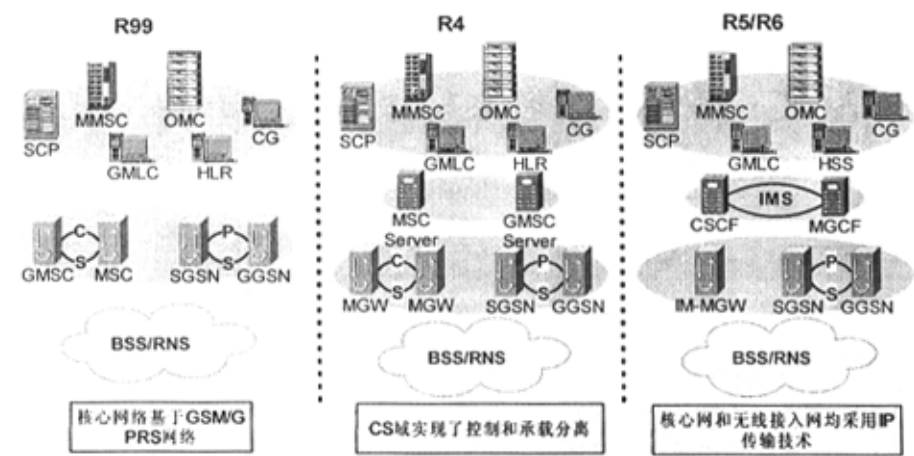 R99
R4
R5/R6
MMSC
OMC
SCP
CG
GMLC
HLR
GMSC
C
S
MSC
SGSN
P
S
GGSN
BSS/RNS
核心网络基于GSM/G
PRS网络
MMSC
OMC
SCP
CG
GMLC
HLR
MSC
Server
GMSC
Server
MGW
C
S
MGW
SGSN
P
S
GGSN
BSS/RNS
CS域实现了控制和承载分离
MMSC
OMC
SCP
CG
GMLC
HSS
CSCF
IMS
MGCF
IM-MGW
SGSN
P
S
GGSN
BSS/RNS
核心网和无线接入网均采用IP
传输技术